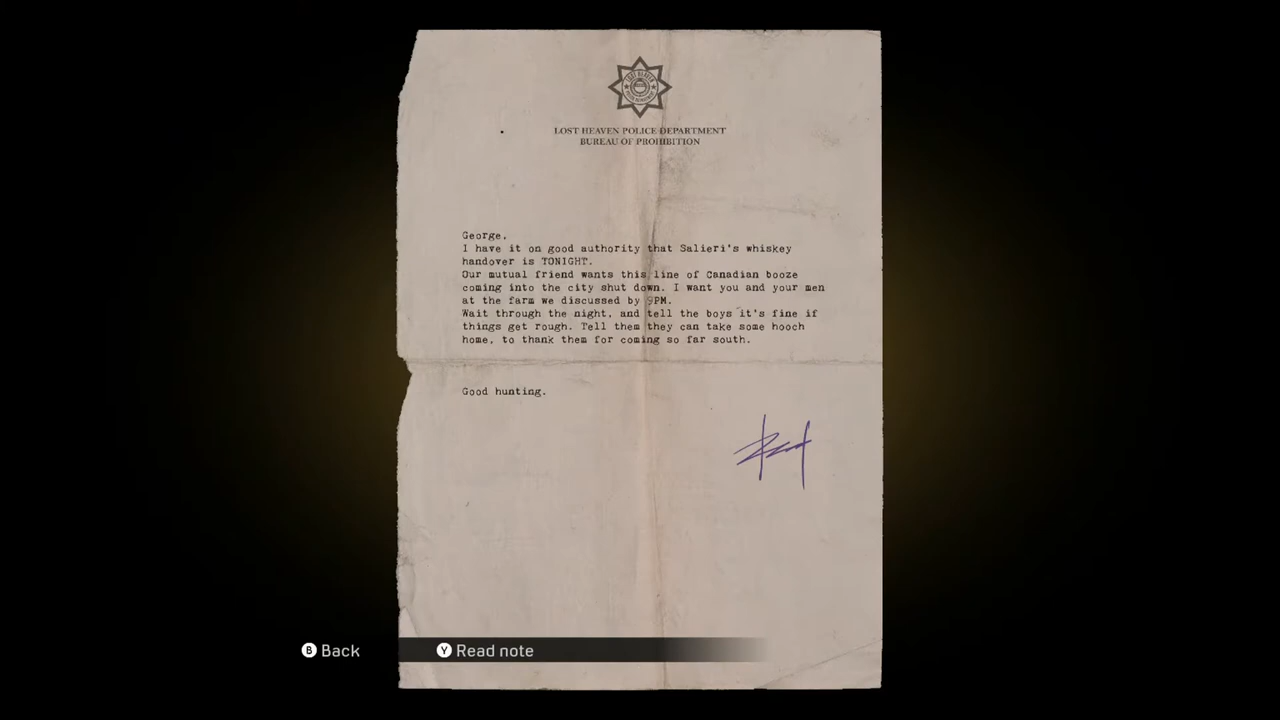 LOST HEAVEN
LOST HEAVEN POLICE DEPARTMENT
BUREAU OF PROHIBITION
George,
I have it on good authority that Salieri's whiskey
handover is TONIGHT.
Our mutual friend wants this line of Canadian booze
coming into the city shut down. I want you and your men
at the farm we discussed by 9PM.
Wait through the night, and tell the boys it's fine if
things get rough. Tell them they can take some hooch
home, to thank them for coming so far south.
Good hunting.
B Back
Y Read note